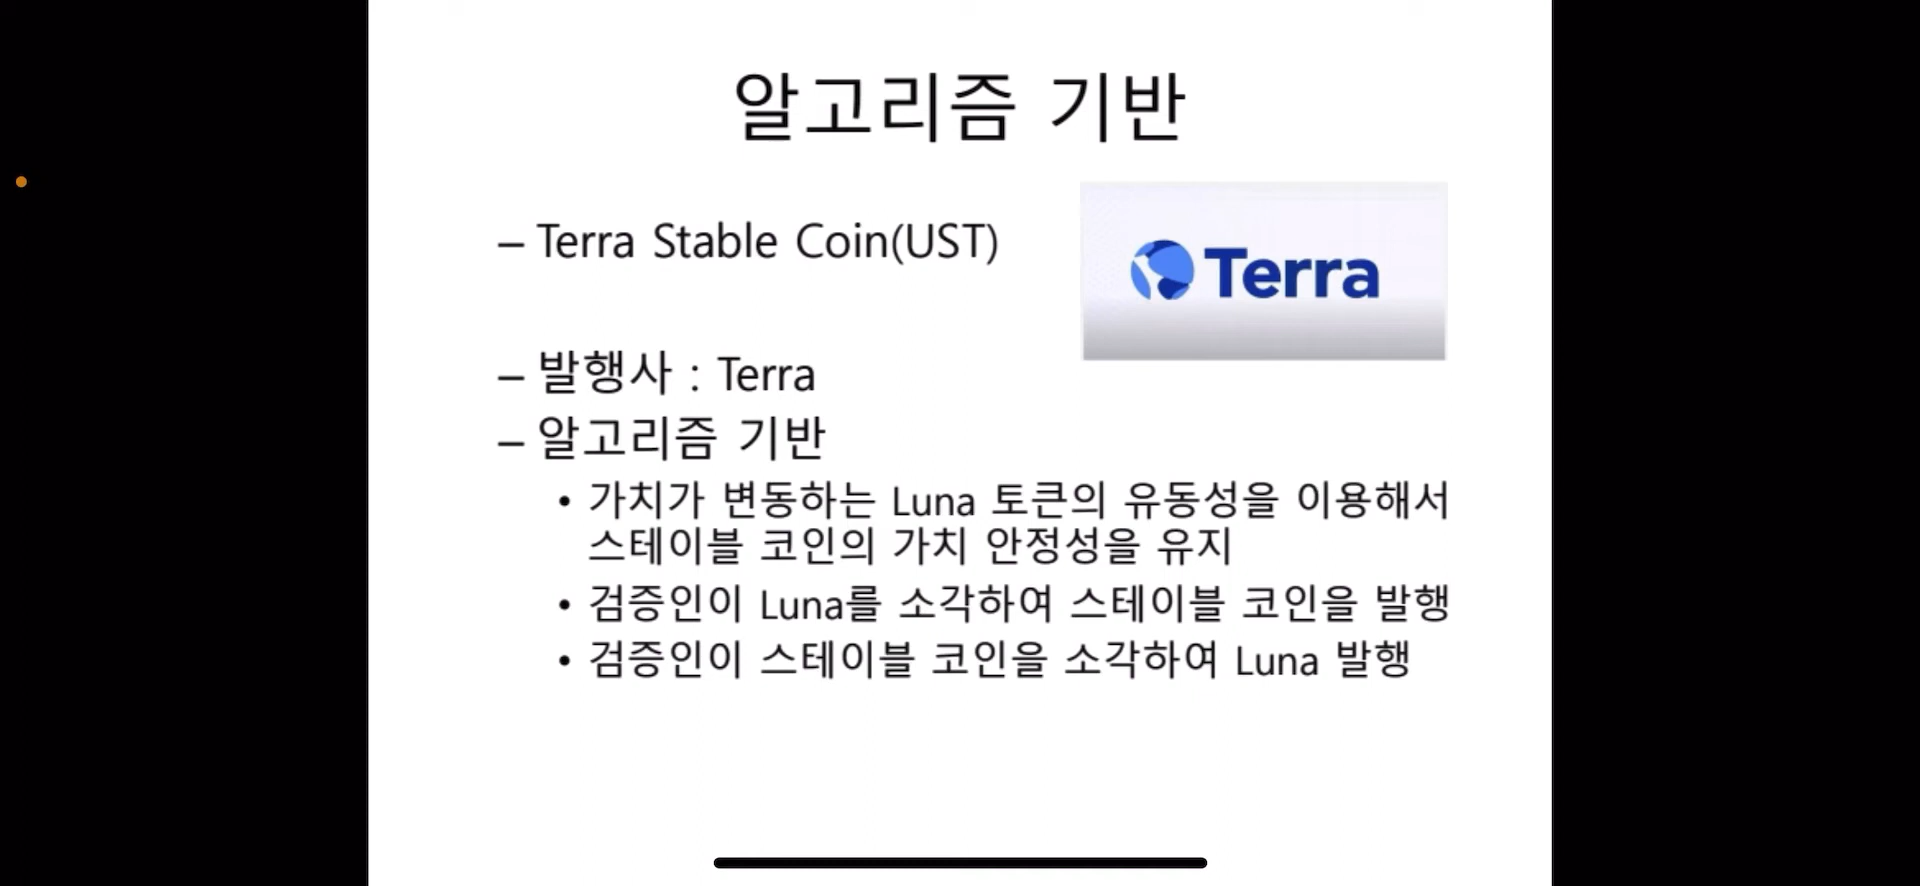 알고리즘 기반
– Terra Stable Coin(UST)
Terra
– 발행사 : Terra
– 알고리즘 기반
• 가치가 변동하는 Luna 토큰의 유동성을 이용해서
스테이블 코인의 가치 안정성을 유지
• 검증인이 Luna를 소각하여 스테이블 코인을 발행
• 검증인이 스테이블 코인을 소각하여 Luna 발행